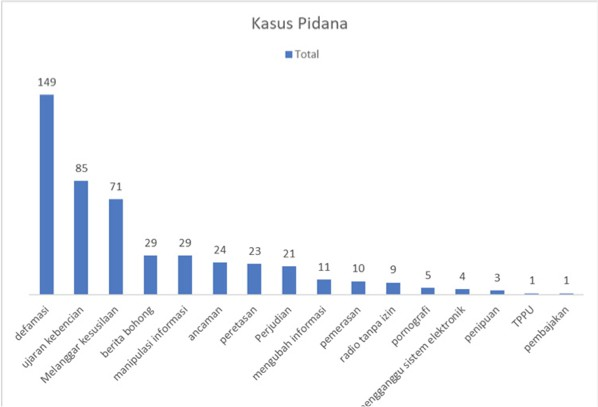 Kasus Pidana
Total
149
85
71
29
29
24
23
21
11
10
9
5
4
3
1
1
defamasi
ujaran kebencian
Melanggar kesusilaan
berita bohong
manipulasi informasi
ancaman
peretasan
Perjudian
mengubah informasi
pemerasan
radio tanpa izin
pornografi
sistem elektronik
penipuan
TPPU
pembajakan